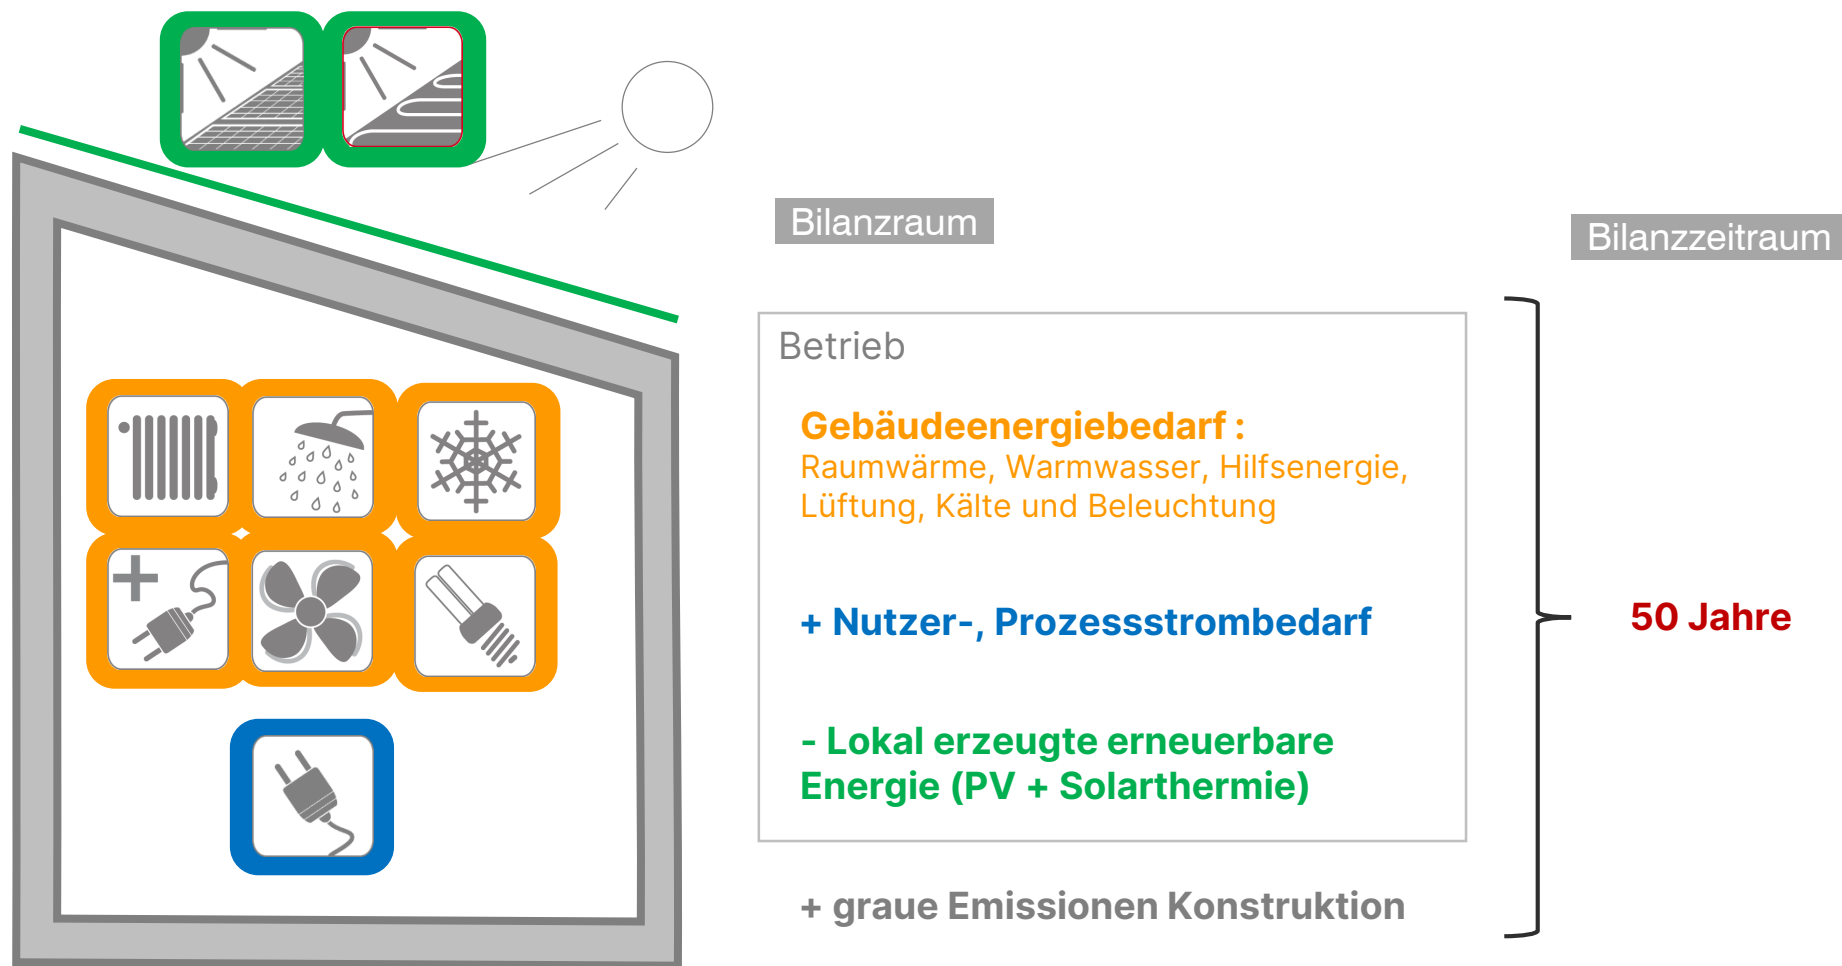 Bilanzraum
Bilanzzeitraum
Betrieb
Gebäudeenergiebedarf :
Raumwärme, Warmwasser, Hilfsenergie,
Lüftung, Kälte und Beleuchtung
+ Nutzer-, Prozessstrombedarf
50 Jahre
- Lokal erzeugte erneuerbare
Energie (PV + Solarthermie)
+ graue Emissionen Konstruktion